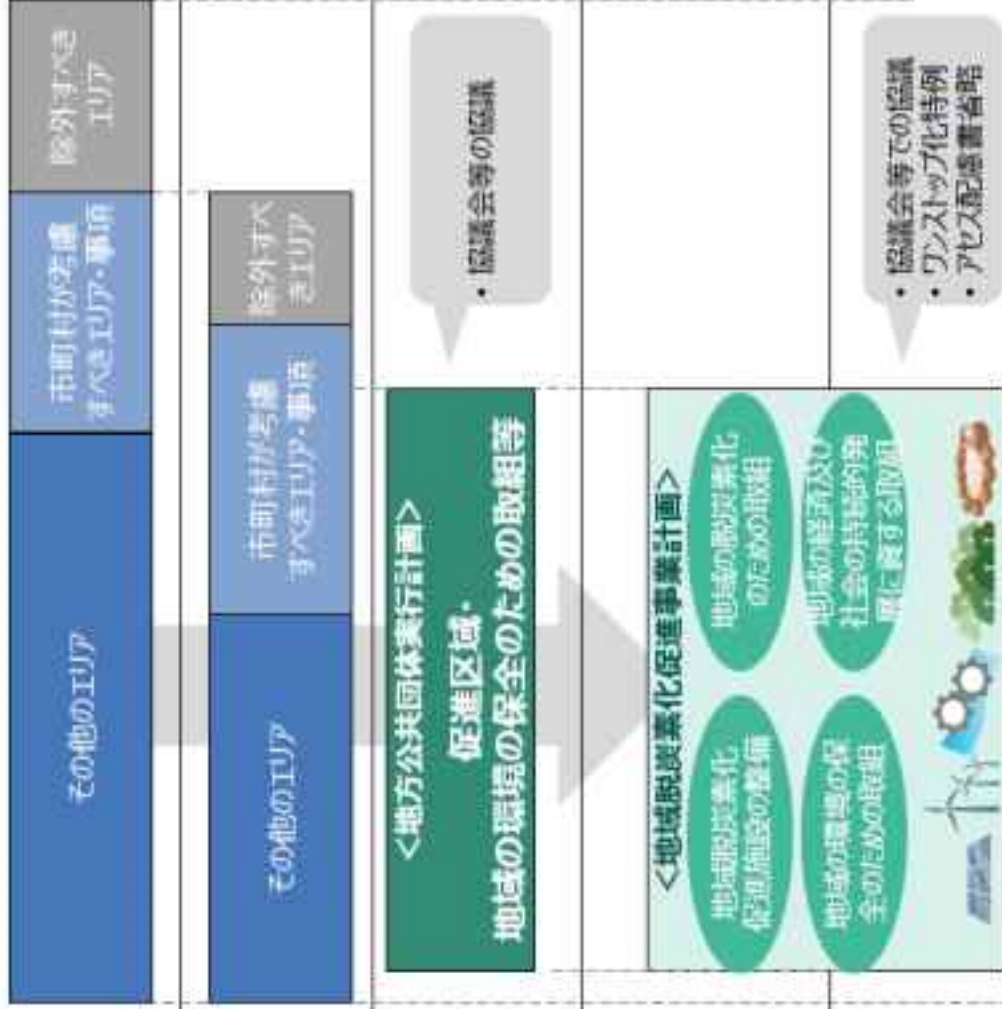 その他のエリア
市町村が考慮
すべきエリア・事項
除外すべき
エリア
その他のエリア
市町村が考慮
すべきエリア・事項
除外すべ
きエリア
<地方公共団体実行計画>
促進区域・
地域の環境の保全のための取組等
・ 協議会等の協議
<地域脱炭素化促進事業計画>
地域脱炭素化
促進施設の整備
地域の脱炭素化
のための取組
地域の環境の保
全のための取組
地域の経済及び
社会の持続的発
展に資する取組
・ 協議会等での協議
・ ワンストップ化特例
・ アセス配慮書省略